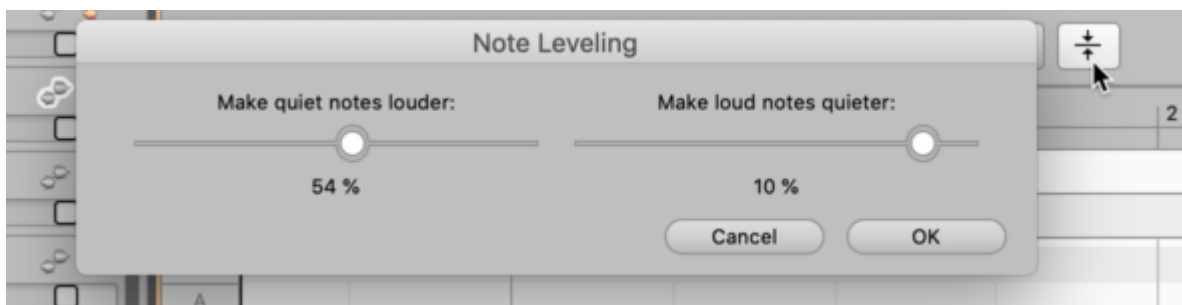 Note Leveling
Make quiet notes louder:
Make loud notes quieter:
2
54 %
10 %
Cancel
OK
A